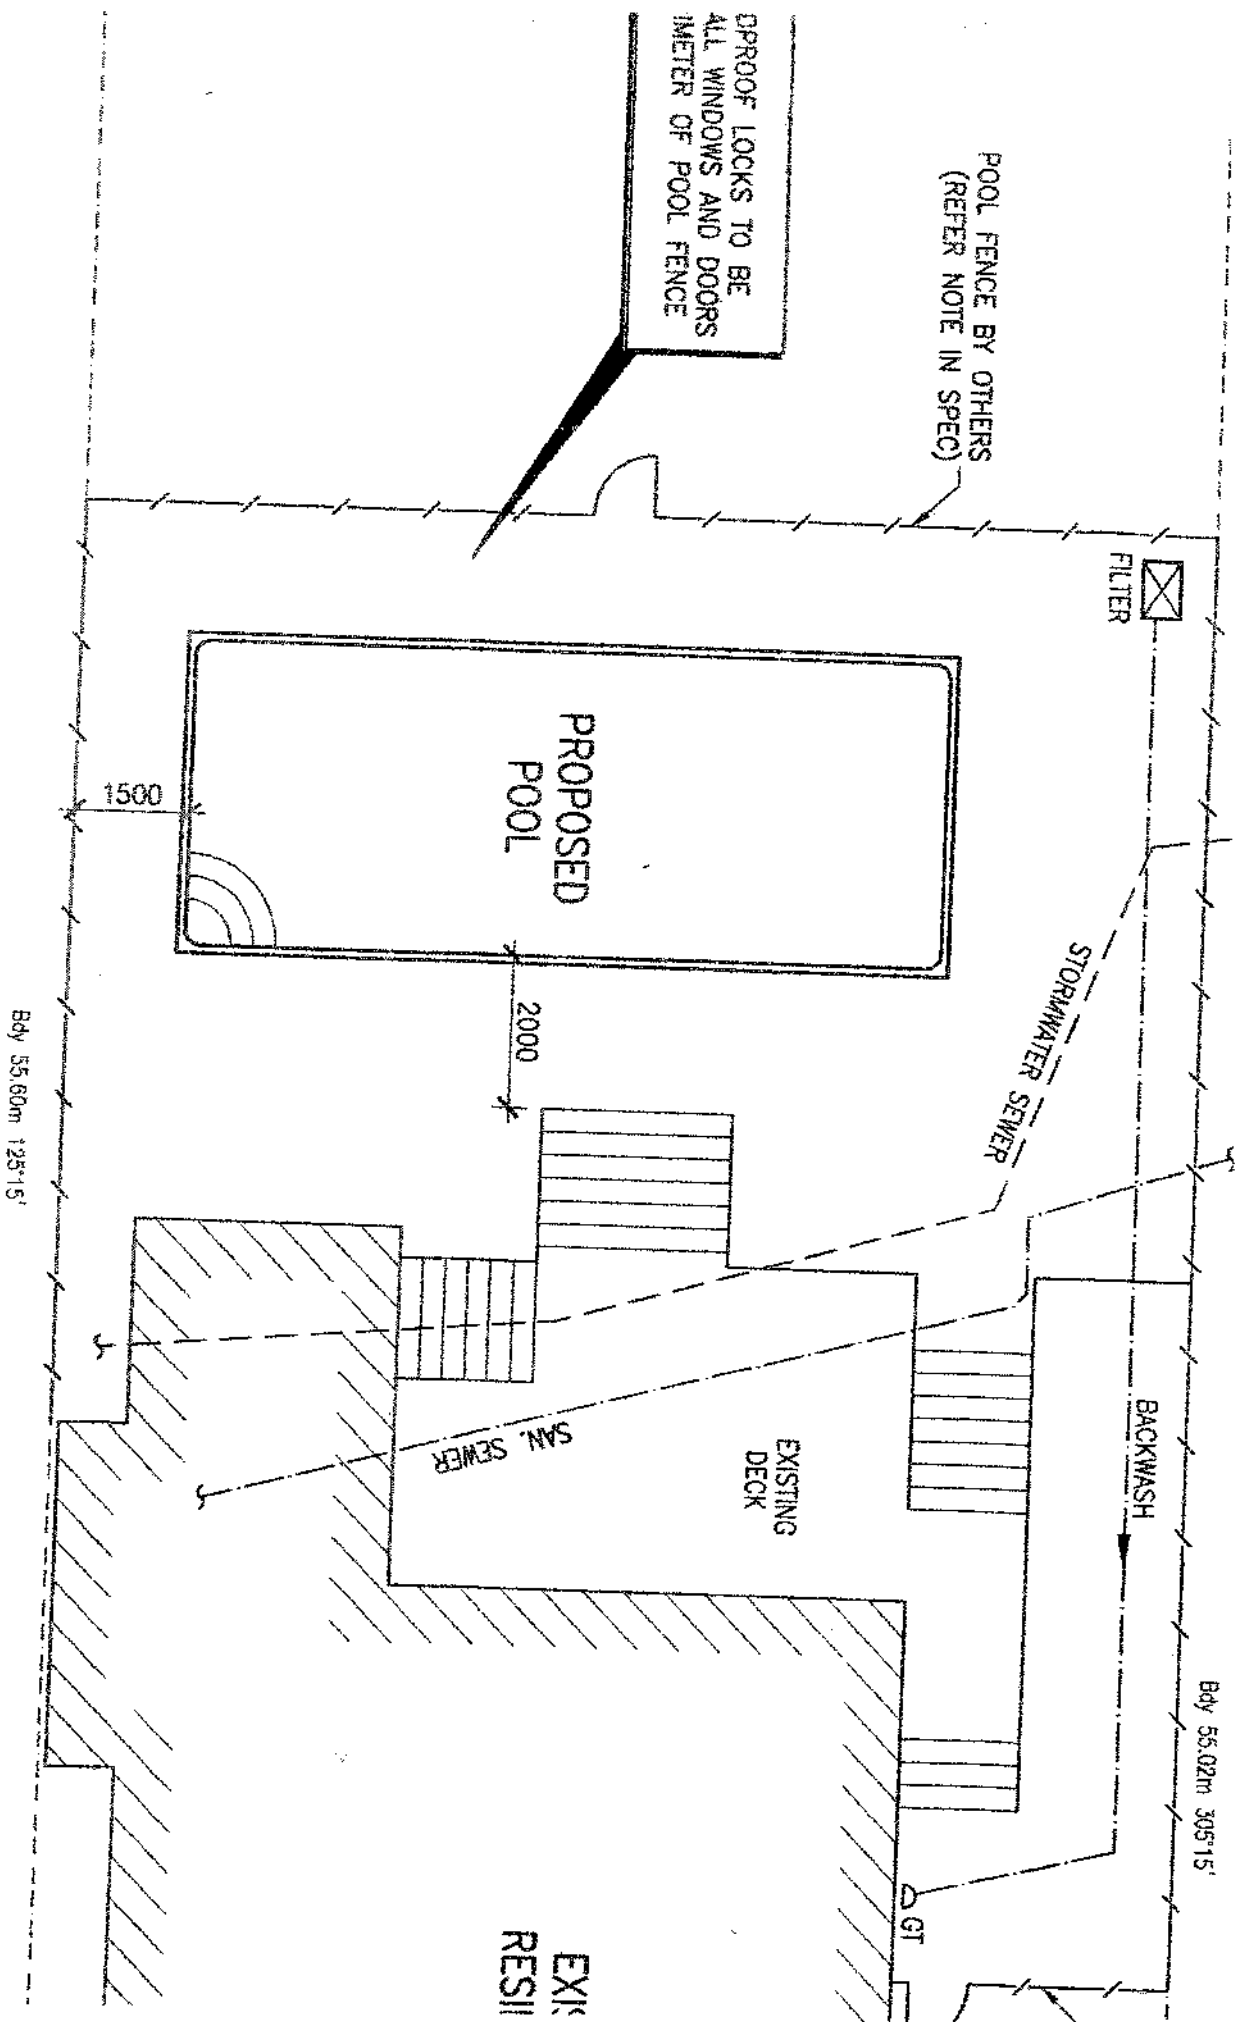 DPROOF LOCKS TO BE
ALL WINDOWS AND DOORS
IMETER OF POOL FENCE
POOL FENCE BY OTHERS
(REFER NOTE IN SPEC)
FILTER
PROPOSED
POOL
1500
2000
STORMWATER SEWER
Bdy 55.60m 125°15'
SAN. SEWER
EXISTING
DECK
BACKWASH
Bdy 55.02m 305°15'
GT
EXIS
RESI